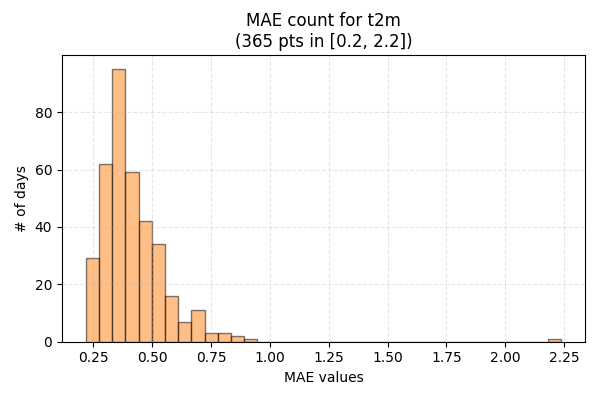 MAE count for t2m
(365 pts in [0.2, 2.2])
# of days
80
60
40
20
0
0.25 0.50 0.75 1.00 1.25 1.50 1.75 2.00 2.25
MAE values